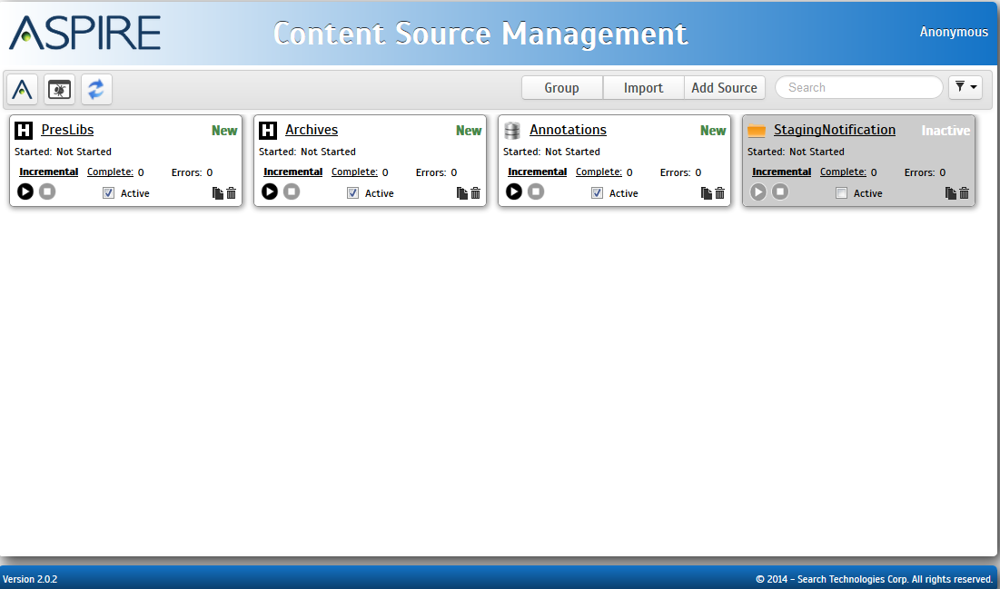 ASPIRE
Content Source Management
Anonymous
Group Import Add Source Search
PresLibs New
Started: Not Started
Incremental Complete: 0 Errors: 0
Active
Archives New
Started: Not Started
Incremental Complete: 0 Errors: 0
Active
Annotations New
Started: Not Started
Incremental Complete: 0 Errors: 0
Active
StagingNotification Inactive
Started: Not Started
Incremental Complete: 0 Errors: 0
Active
Version 2.0.2
© 2014 - Search Technologies Corp. All rights reserved.